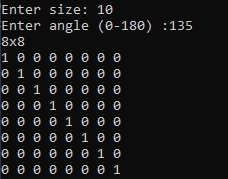 Enter size: 10
Enter angle (0-180) :135
8x8
1 0 0 0 0 0 0 0
0 1 0 0 0 0 0 0
0 0 1 0 0 0 0 0
0 0 0 1 0 0 0 0
0 0 0 0 1 0 0 0
0 0 0 0 0 1 0 0
0 0 0 0 0 0 1 0
0 0 0 0 0 0 0 1